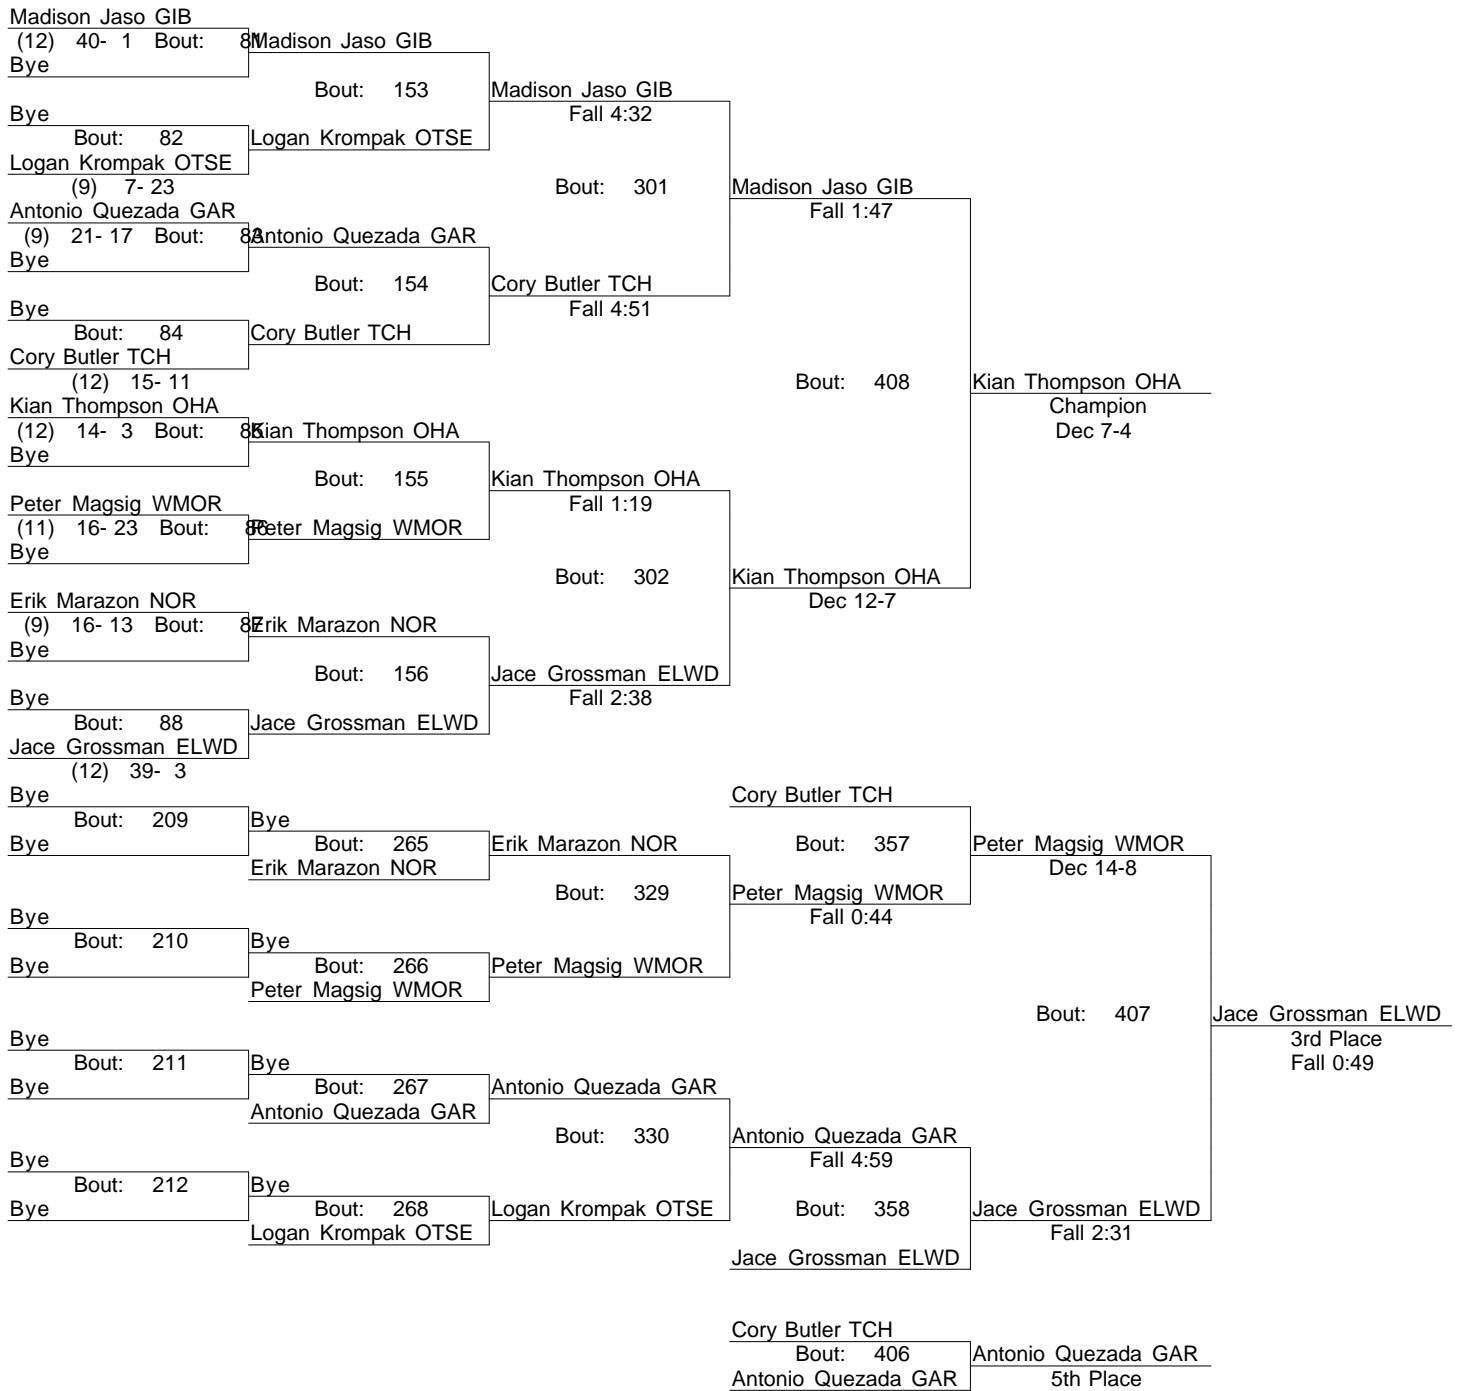 Madison Jaso GIB
(12) 40- 1 Bout: 81 Madison Jaso GIB
Bye
Bout: 153 Madison Jaso GIB
Bye Fall 4:32
Bout: 82 Logan Krompak OTSE
Logan Krompak OTSE
(9) 7- 23 Bout: 301 Madison Jaso GIB
Antonio Quezada GAR Fall 1:47
(9) 21- 17 Bout: 83 Antonio Quezada GAR
Bye
Bout: 154 Cory Butler TCH
Bye Fall 4:51
Bout: 84 Cory Butler TCH
Cory Butler TCH
(12) 15- 11 Bout: 408 Kian Thompson OHA
Kian Thompson OHA Champion
(12) 14- 3 Bout: 85 Kian Thompson OHA Dec 7-4
Bye
Bout: 155 Kian Thompson OHA
Peter Magsig WMOR Fall 1:19
(11) 16- 23 Bout: 86 Peter Magsig WMOR
Bye
Bout: 302 Kian Thompson OHA
Erik Marazon NOR Dec 12-7
(9) 16- 13 Bout: 87 Erik Marazon NOR
Bye
Bout: 156 Jace Grossman ELWD
Bye Fall 2:38
Bout: 88 Jace Grossman ELWD
Jace Grossman ELWD
(12) 39- 3
Bye Cory Butler TCH
Bout: 209 Bye
Bye Bout: 265 Erik Marazon NOR Bout: 357 Peter Magsig WMOR
Erik Marazon NOR Dec 14-8
Bout: 329 Peter Magsig WMOR
Bye Fall 0:44
Bout: 210 Bye
Bye Bout: 266 Peter Magsig WMOR
Peter Magsig WMOR
Bout: 407 Jace Grossman ELWD
Bye 3rd Place
Bout: 211 Bye Fall 0:49
Bye Bout: 267 Antonio Quezada GAR
Antonio Quezada GAR
Bout: 330 Antonio Quezada GAR
Bye Fall 4:59
Bout: 212 Bye
Bye Bout: 268 Logan Krompak OTSE Bout: 358 Jace Grossman ELWD
Logan Krompak OTSE Fall 2:31
Jace Grossman ELWD
Cory Butler TCH
Bout: 406 Antonio Quezada GAR
Antonio Quezada GAR 5th Place